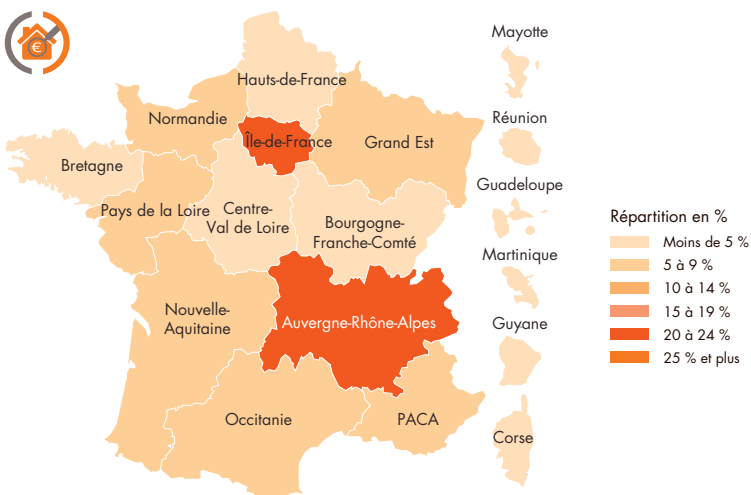 €
Mayotte
Hauts-de-France
Normandie
Réunion
Île-de-France
Grand Est
Bretagne
Guadeloupe
Pays de la Loire
Centre-
Val de Loire
Bourgogne-
Franche-Comté
Martinique
Nouvelle-
Aquitaine
Auvergne-Rhône-Alpes
Guyane
Occitanie
PACA
Corse
Répartition en %
Moins de 5 %
5 à 9 %
10 à 14 %
15 à 19 %
20 à 24 %
25 % et plus